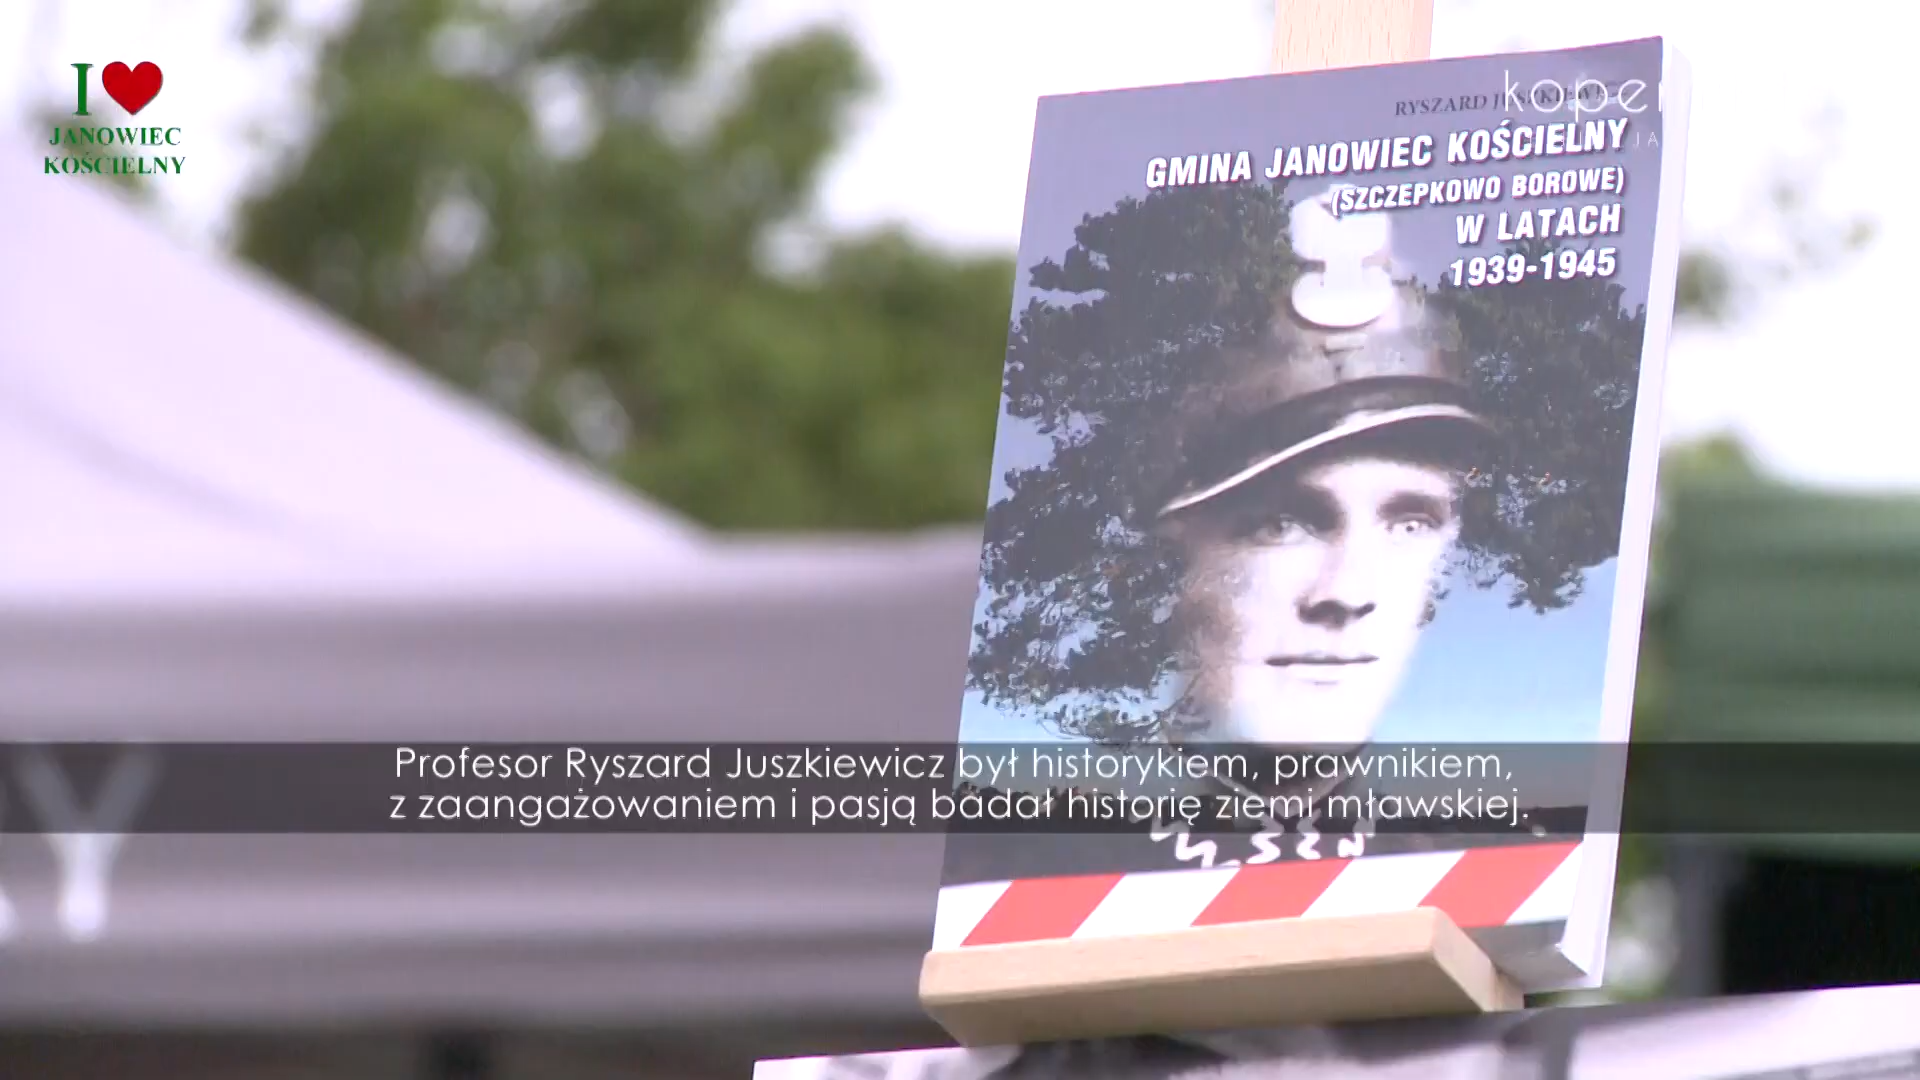 I
JANOWIEC
KOŚCIELNY
RYSZARD
GMINA JANOWIEC KOŚCIELNY
(SZCZEPKOWO BOROWE)
W LATACH
1939-1945
Profesor Ryszard Juszkiewicz był historykiem, prawnikiem,
z zaangażowaniem i pasją badał historię ziemi mławskiej.